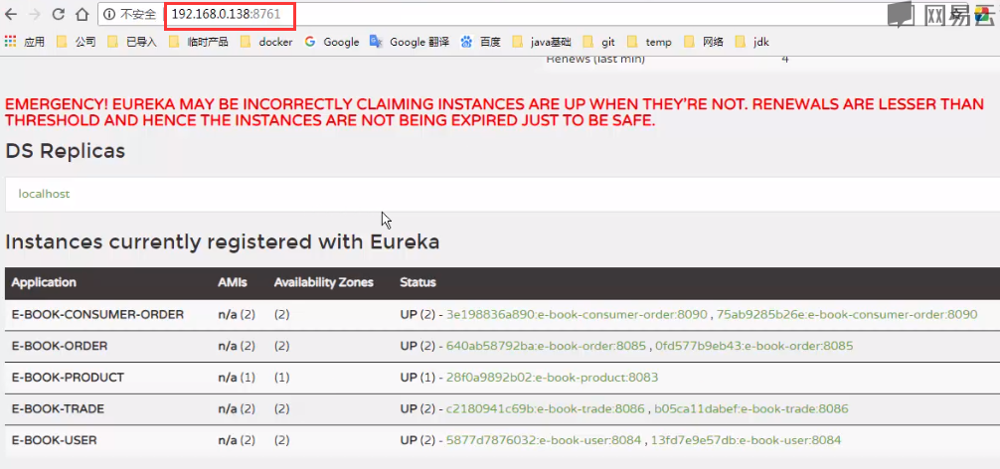 不安全 192.168.0.138:8761
网易云
应用 公司 已导入 临时产品 docker Google Google 翻译 百度 java基础 git temp 网络 jdk
Renews (last min) 4
EMERGENCY! EUREKA MAY BE INCORRECTLY CLAIMING INSTANCES ARE UP WHEN THEY'RE NOT. RENEWALS ARE LESSER THAN
THRESHOLD AND HENCE THE INSTANCES ARE NOT BEING EXPIRED JUST TO BE SAFE.
DS Replicas
localhost
Instances currently registered with Eureka
Application AMIs Availability Zones Status
E-BOOK-CONSUMER-ORDER n/a (2) (2) UP (2) - 3e198836a890:e-book-consumer-order:8090 , 75ab9285b26e:e-book-consumer-order:8090
E-BOOK-ORDER n/a (2) (2) UP (2) - 640ab58792ba:e-book-order:8085 , 0fd577b9eb43:e-book-order:8085
E-BOOK-PRODUCT n/a (1) (1) UP (1) - 28f0a9892b02:e-book-product:8083
E-BOOK-TRADE n/a (2) (2) UP (2) - c2180941c69b:e-book-trade:8086 , b05ca11dabef:e-book-trade:8086
E-BOOK-USER n/a (2) (2) UP (2) - 5877d7876032:e-book-user:8084 , 13fd7e9e57db:e-book-user:8084